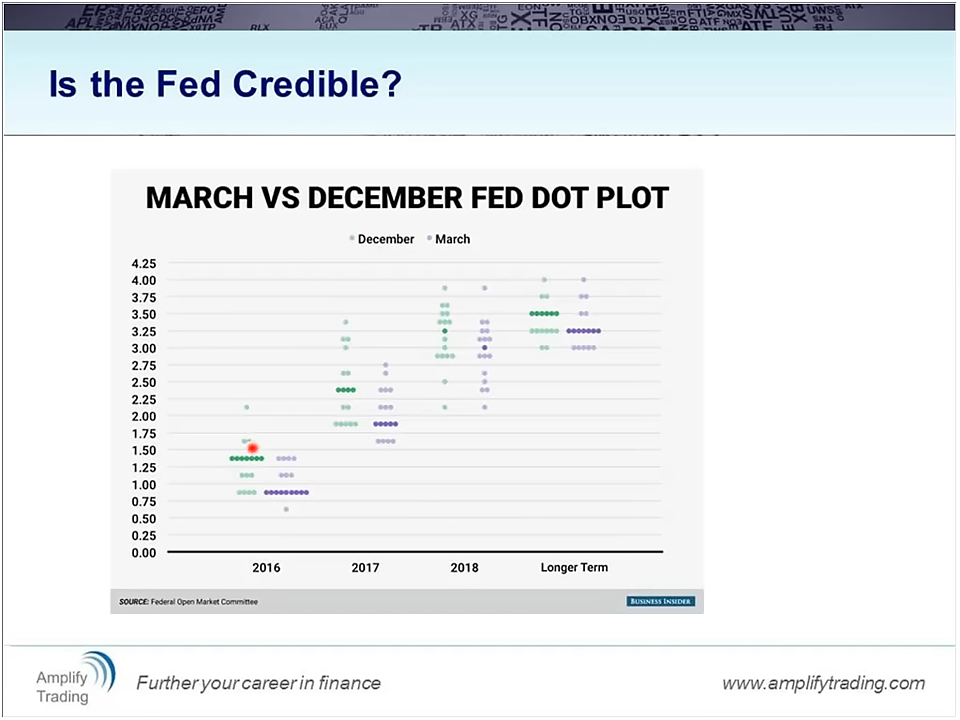 Is the Fed Credible?
MARCH VS DECEMBER FED DOT PLOT
December March
4.25
4.00
3.75
3.50
3.25
3.00
2.75
2.50
2.25
2.00
1.75
1.50
1.25
1.00
0.75
0.50
0.25
0.00
2016 2017 2018 Longer Term
SOURCE: Federal Open Market Committee
BUSINESS INSIDER
Amplify
Trading
Further your career in finance
www.amplifytrading.com